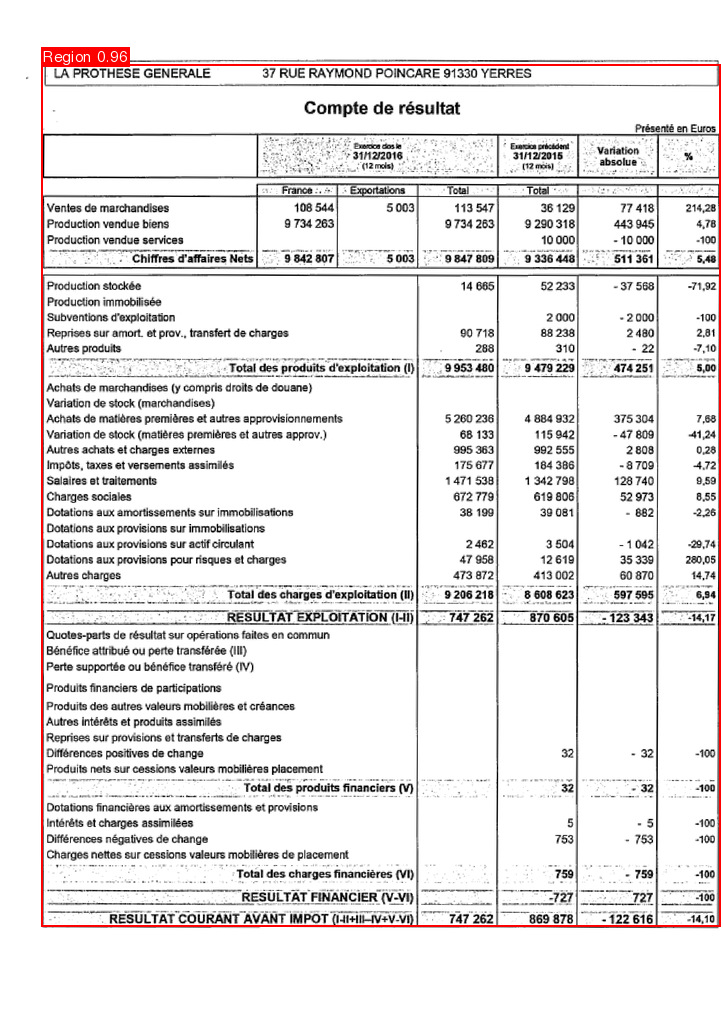 Region 0.96
LA PROTHESE GENERALE 37 RUE RAYMOND POINCARE 91330 YERRES
Compte de résultat
Présenté en Euros
Exercice clos le 31/12/2016 (12 mois) Exercice précédent 31/12/2015 (12 mois) Variation absolue %
France Exportations Total Total
Ventes de marchandises 108 544 5 003 113 547 36 129 77 418 214,28
Production vendue biens 9 734 263 9 734 263 9 290 318 443 945 4,78
Production vendue services 10 000 - 10 000 -100
Chiffres d'affaires Nets 9 842 807 5 003 9 847 809 9 336 448 511 361 5,48
Production stockée 14 665 52 233 - 37 568 -71,92
Production immobilisée
Subventions d'exploitation 2 000 - 2 000 -100
Reprises sur amort. et prov., transfert de charges 90 718 88 238 2 480 2,81
Autres produits 288 310 - 22 -7,10
Total des produits d'exploitation (I) 9 953 480 9 479 229 474 251 5,00
Achats de marchandises (y compris droits de douane)
Variation de stock (marchandises)
Achats de matières premières et autres approvisionnements 5 260 236 4 884 932 375 304 7,68
Variation de stock (matières premières et autres approv.) 68 133 115 942 - 47 809 -41,24
Autres achats et charges externes 995 363 992 555 2 808 0,28
Impôts, taxes et versements assimilés 175 677 184 386 - 8 709 -4,72
Salaires et traitements 1 471 538 1 342 798 128 740 9,59
Charges sociales 672 779 619 806 52 973 8,55
Dotations aux amortissements sur immobilisations 38 199 39 081 - 882 -2,26
Dotations aux provisions sur immobilisations
Dotations aux provisions sur actif circulant 2 462 3 504 - 1 042 -29,74
Dotations aux provisions pour risques et charges 47 958 12 619 35 339 280,05
Autres charges 473 872 413 002 60 870 14,74
Total des charges d'exploitation (II) 9 206 218 8 608 623 597 595 6,94
RESULTAT EXPLOITATION (I-II) 747 262 870 605 - 123 343 -14,17
Quotes-parts de résultat sur opérations faites en commun
Bénéfice attribué ou perte transférée (III)
Perte supportée ou bénéfice transféré (IV)
Produits financiers de participations
Produits des autres valeurs mobilières et créances
Autres intérêts et produits assimilés
Reprises sur provisions et transferts de charges
Différences positives de change 32 - 32 -100
Produits nets sur cessions valeurs mobilières placement
Total des produits financiers (V) 32 - 32 -100
Dotations financières aux amortissements et provisions
Intérêts et charges assimilées 5 - 5 -100
Différences négatives de change 753 - 753 -100
Charges nettes sur cessions valeurs mobilières de placement
Total des charges financières (VI) 759 - 759 -100
RESULTAT FINANCIER (V-VI) -727 727 -100
RESULTAT COURANT AVANT IMPOT (I-II+III–IV+V-VI) 747 262 869 878 - 122 616 -14,10